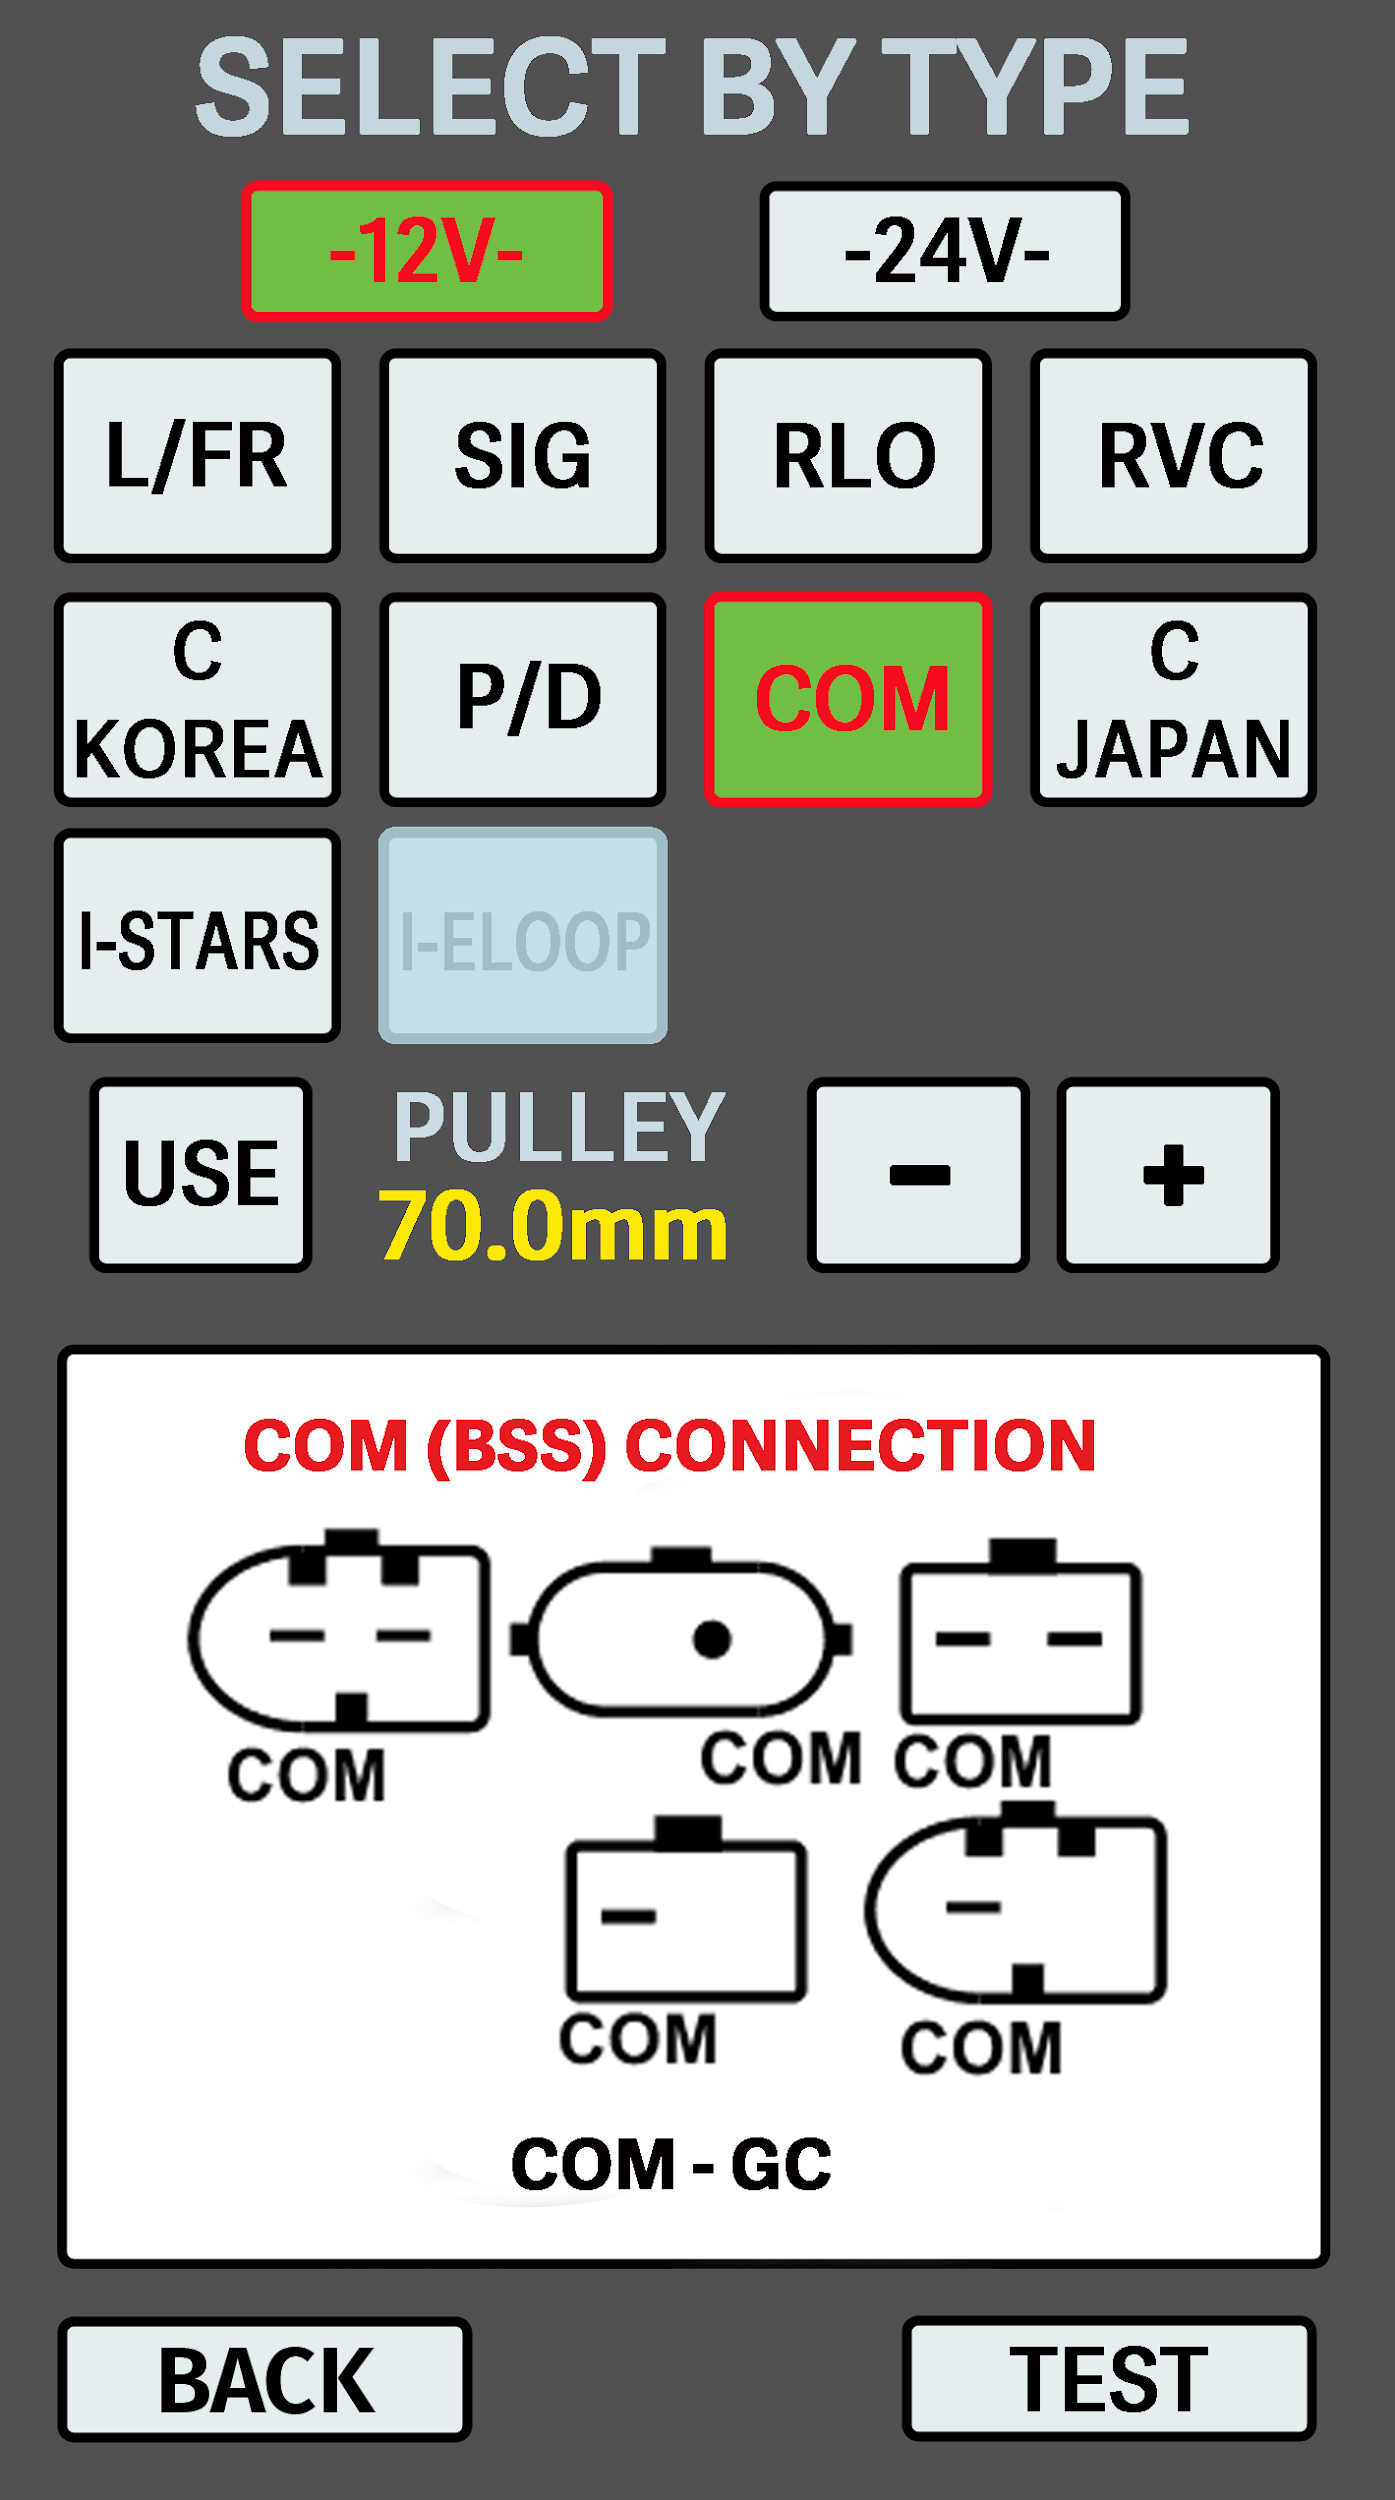 SELECT BY TYPE
-12V- -24V-
L/FR SIG RLO RVC
C
KOREA
P/D
COM
C
JAPAN
I-STARS I-ELOOP
USE
PULLEY
70.0mm
- +
COM (BSS) CONNECTION
COM COM COM
COM COM
COM - GC
BACK TEST